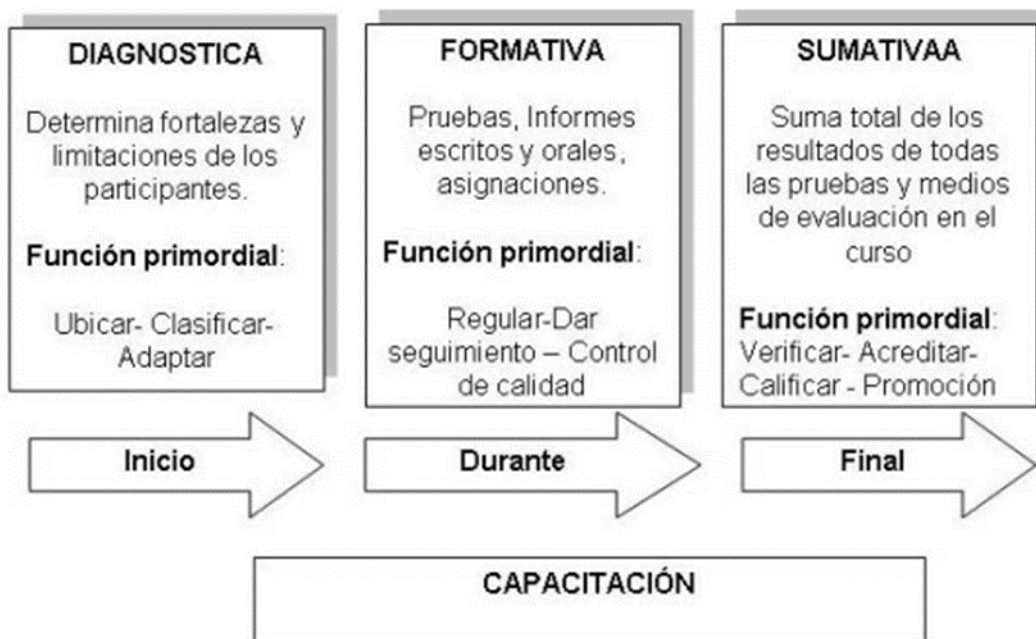 DIAGNOSTICA
Determina fortalezas y
limitaciones de los
participantes.
Función primordial:
Ubicar- Clasificar-
Adaptar
FORMATIVA
Pruebas, Informes
escritos y orales,
asignaciones.
Función primordial:
Regular-Dar
seguimiento – Control
de calidad
SUMATIVAA
Suma total de los
resultados de todas
las pruebas y medios
de evaluación en el
curso
Función primordial:
Verificar- Acreditar-
Calificar - Promoción
Inicio
Durante
Final
CAPACITACIÓN